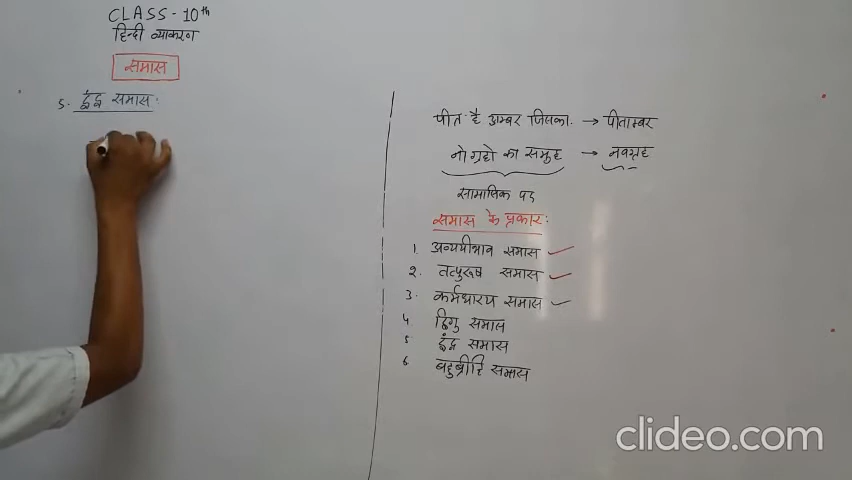 CLASS - 10th
हिन्दी व्याकरण
समास
5. द्वंद्व समास:
पीत है अम्बर जिसका → पीताम्बर
नो ग्रहो का समुह → नवग्रह
सामासिक पद
समास के प्रकार:
1. अव्ययीभाव समास
2. तत्पुरूष समास
3. कर्मधारय समास
4 द्विगु समास
5 द्वंद्व समास
6 बहुब्रीहि समास
clideo.com